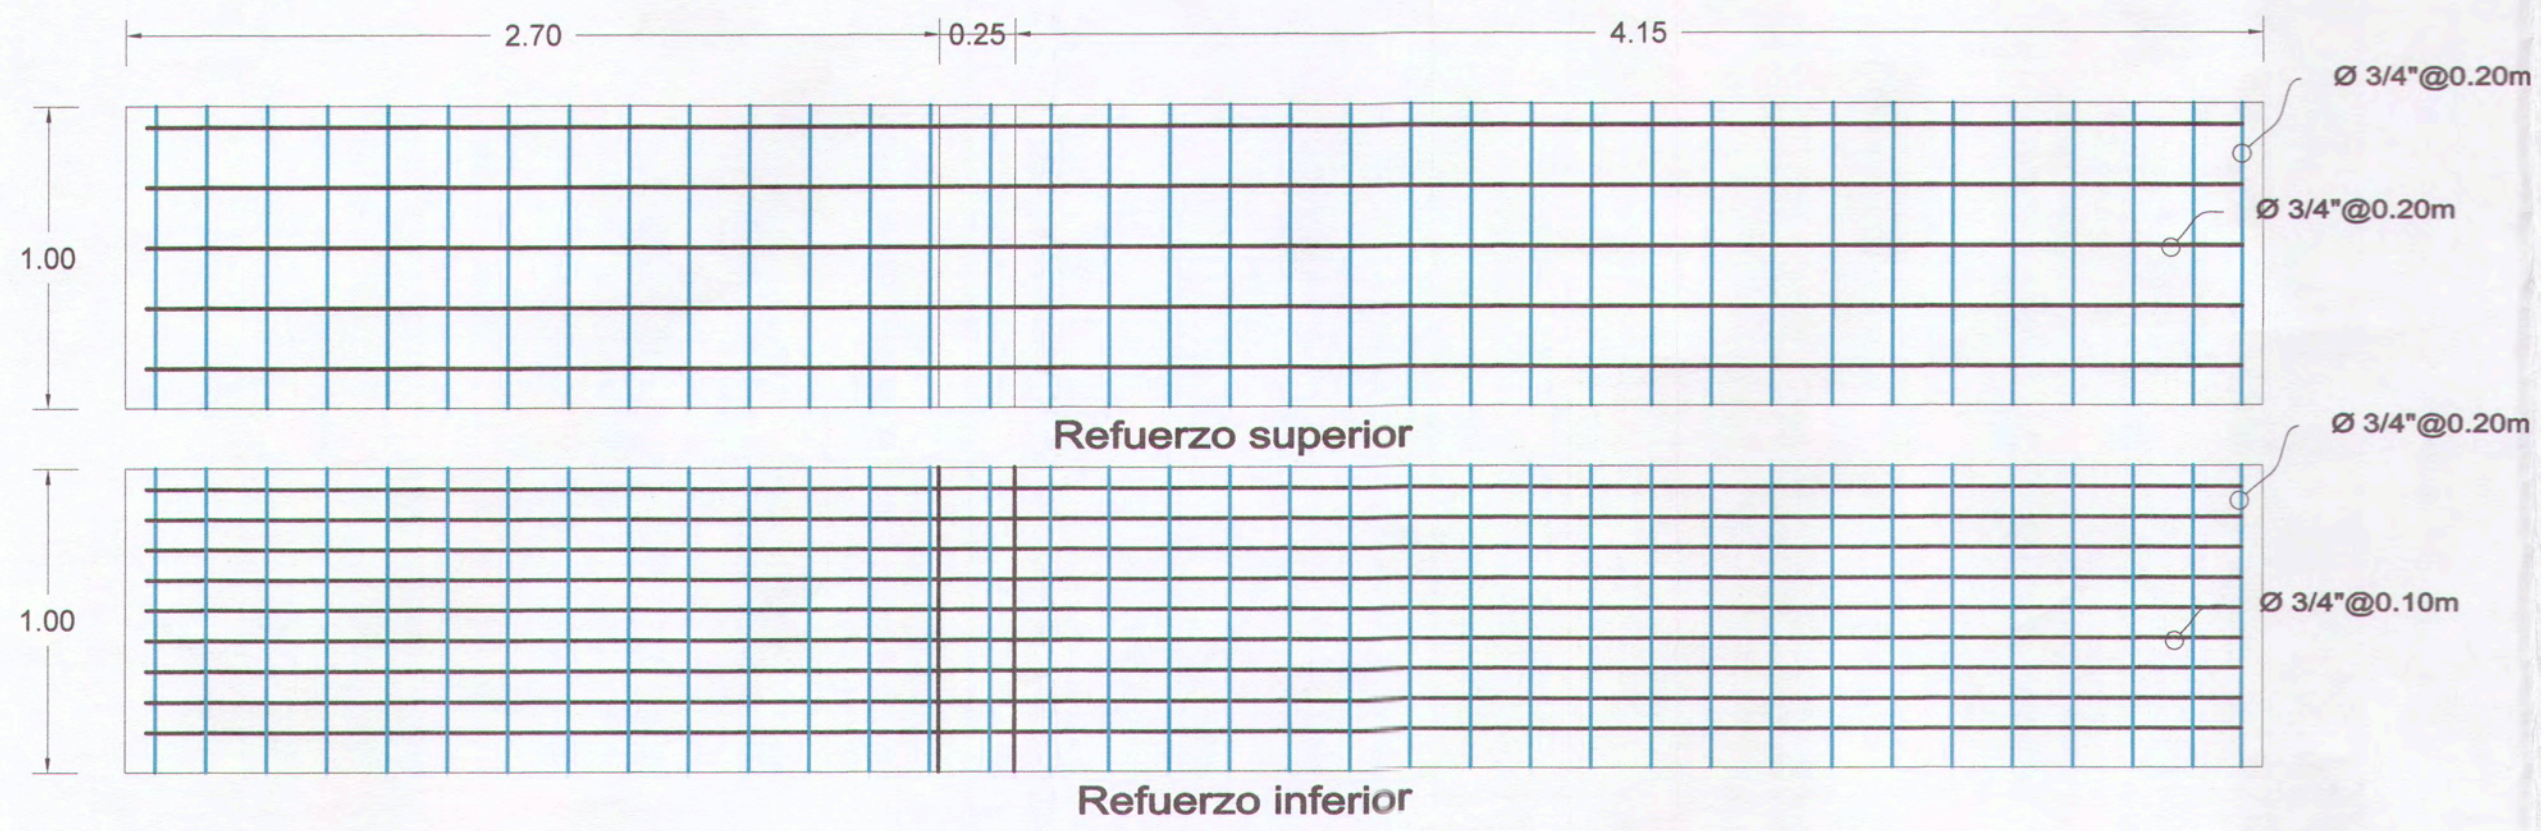 2.70
0.25
4.15
Ø 3/4"@0.20m
Ø 3/4"@0.20m
1.00
Refuerzo superior
Ø 3/4"@0.20m
Ø 3/4"@0.10m
1.00
Refuerzo inferior